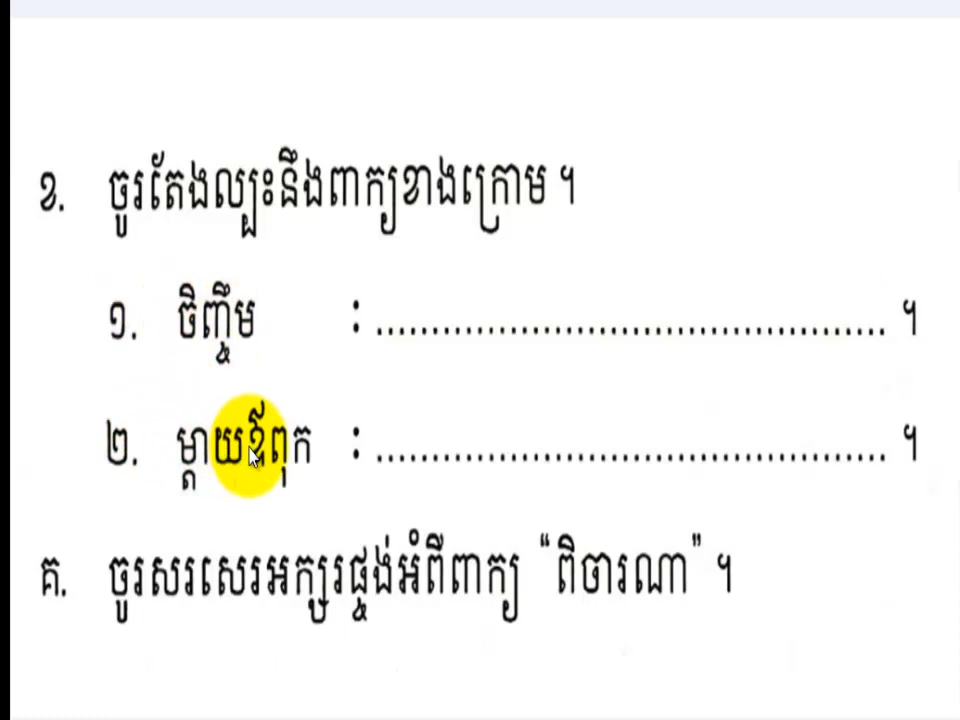 ខ. ចូរតែងល្បះនឹងពាក្យខាងក្រោម ។
១. ចិញ្ចឹម : .............................................. ។
២. ម្តាយឪពុក : .............................................. ។
គ. ចូរសរសេរអក្សរផ្ចង់អំពីពាក្យ “ពិចារណា” ។